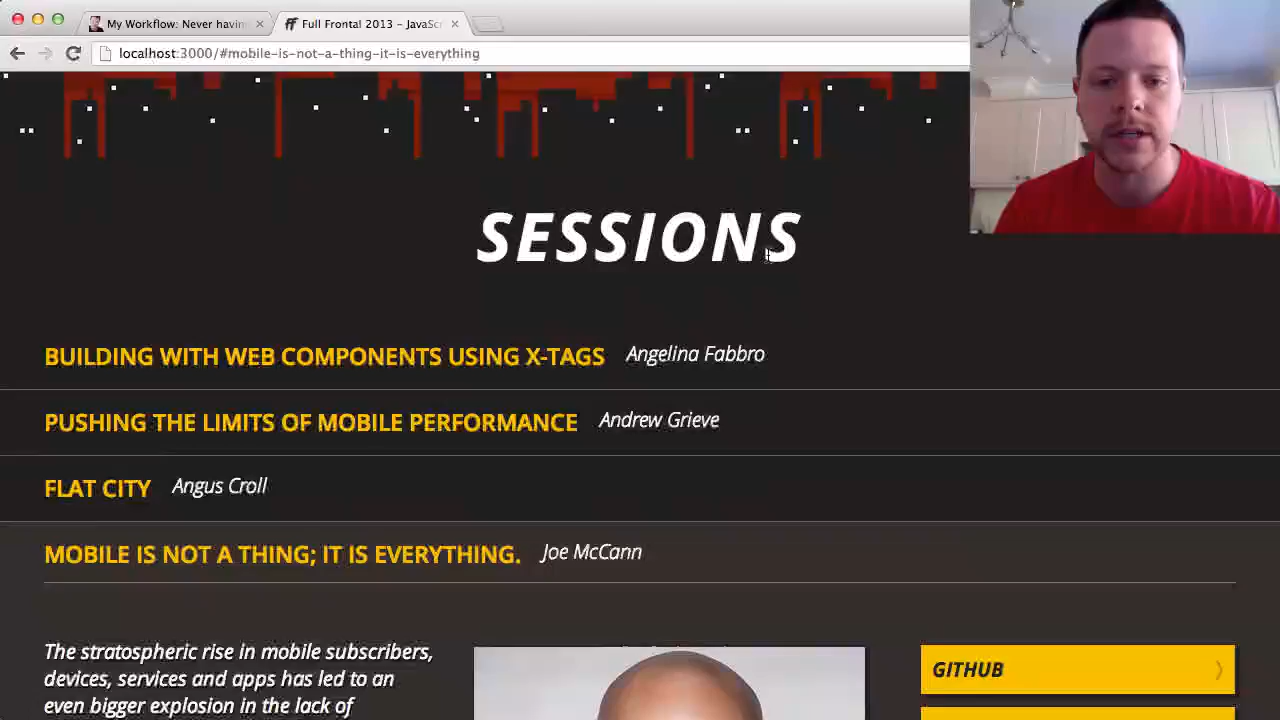 My Workflow: Never havin
Full Frontal 2013 – JavaSc
localhost:3000/#mobile-is-not-a-thing-it-is-everything
SESSIONS
BUILDING WITH WEB COMPONENTS USING X-TAGS Angelina Fabbro
PUSHING THE LIMITS OF MOBILE PERFORMANCE Andrew Grieve
FLAT CITY Angus Croll
MOBILE IS NOT A THING; IT IS EVERYTHING. Joe McCann
The stratospheric rise in mobile subscribers,
devices, services and apps has led to an
even bigger explosion in the lack of
GITHUB